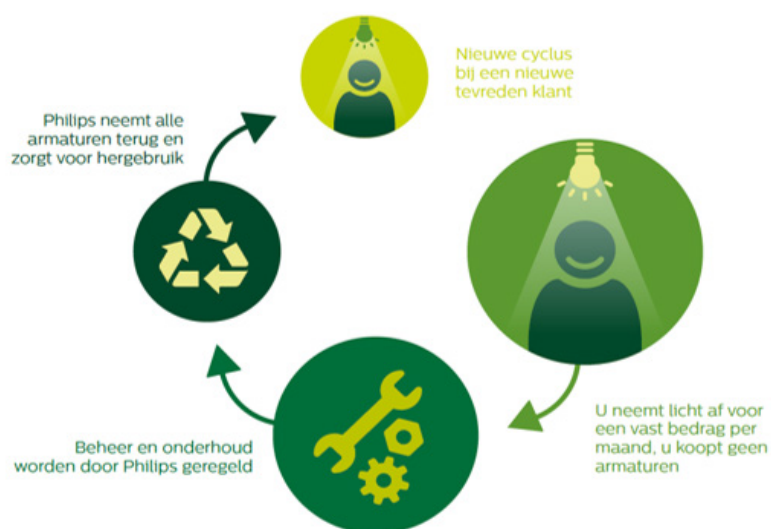 Nieuwe cyclus
bij een nieuwe
tevreden klant
Philips neemt alle
armaturen terug en
zorgt voor hergebruik
Beheer en onderhoud
worden door Philips geregeld
U neemt licht af voor
een vast bedrag per
maand, u koopt geen
armaturen